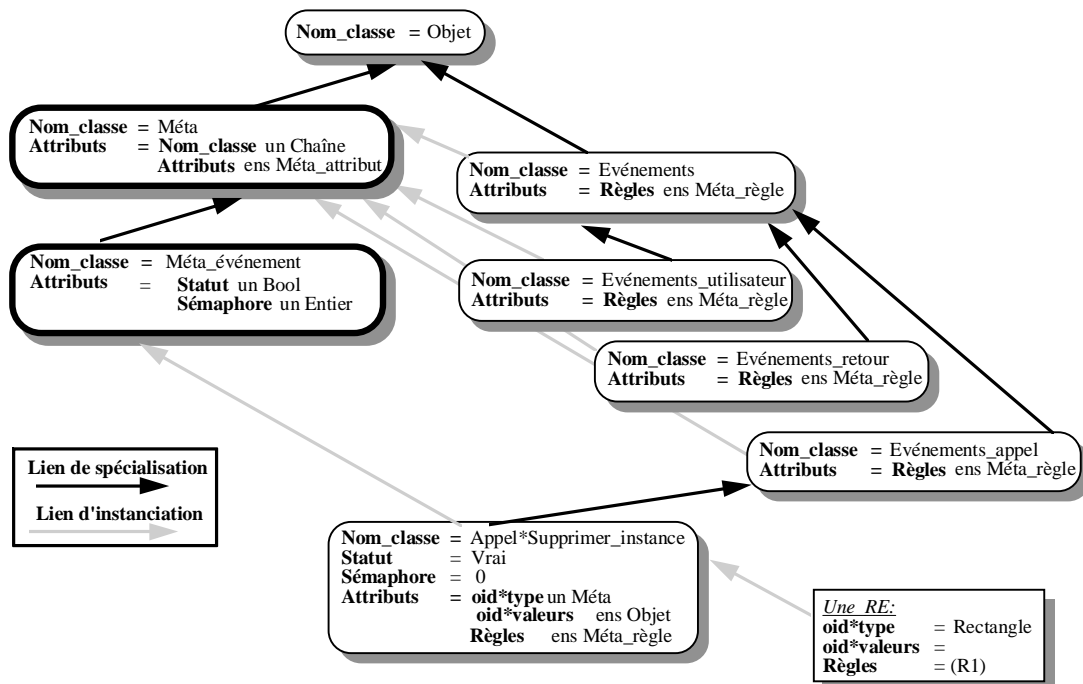 Nom_classe = Objet
Nom_classe = Méta
Attributs = Nom_classe un Chaîne
Attributs ens Méta_attribut
Nom_classe = Evénements
Attributs = Règles ens Méta_règle
Nom_classe = Méta_événement
Attributs = Statut un Bool
Sémaphore un Entier
Nom_classe = Evénements_utilisateur
Attributs = Règles ens Méta_règle
Nom_classe = Evénements_retour
Attributs = Règles ens Méta_règle
Nom_classe = Evénements_appel
Attributs = Règles ens Méta_règle
Lien de spécialisation
Lien d'instanciation
Nom_classe = Appel*Supprimer_instance
Statut = Vrai
Sémaphore = 0
Attributs = oid*type un Méta
oid*valeurs ens Objet
Règles ens Méta_règle
Une RE:
oid*type = Rectangle
oid*valeurs =
Règles = (R1)